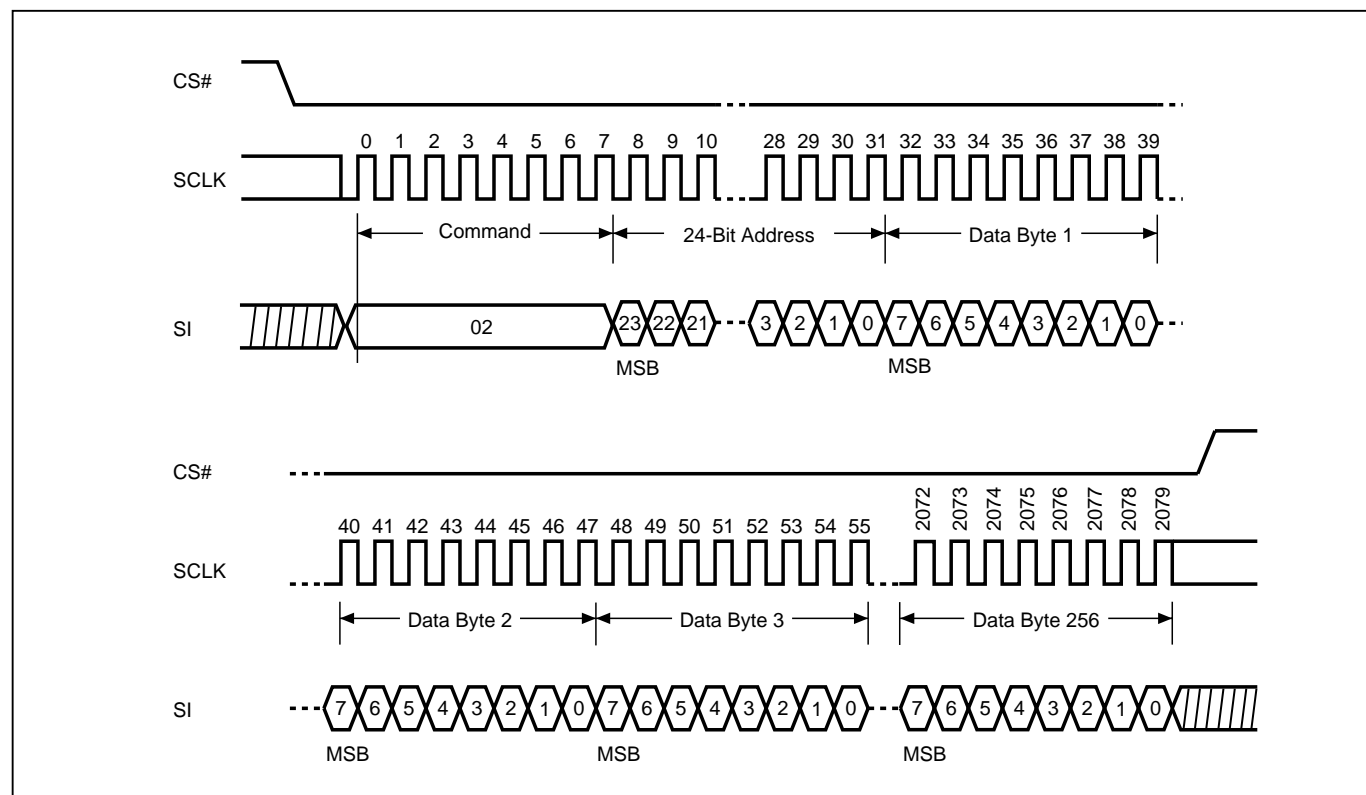 CS#
0 1 2 3 4 5 6 7 8 9 10 28 29 30 31 32 33 34 35 36 37 38 39
SCLK
Command 24-Bit Address Data Byte 1
SI 02 23 22 21 3 2 1 0 7 6 5 4 3 2 1 0
MSB MSB
CS#
2072 2073 2074 2075 2076 2077 2078 2079
40 41 42 43 44 45 46 47 48 49 50 51 52 53 54 55
SCLK
Data Byte 2 Data Byte 3 Data Byte 256
SI 7 6 5 4 3 2 1 0 7 6 5 4 3 2 1 0 7 6 5 4 3 2 1 0
MSB MSB MSB